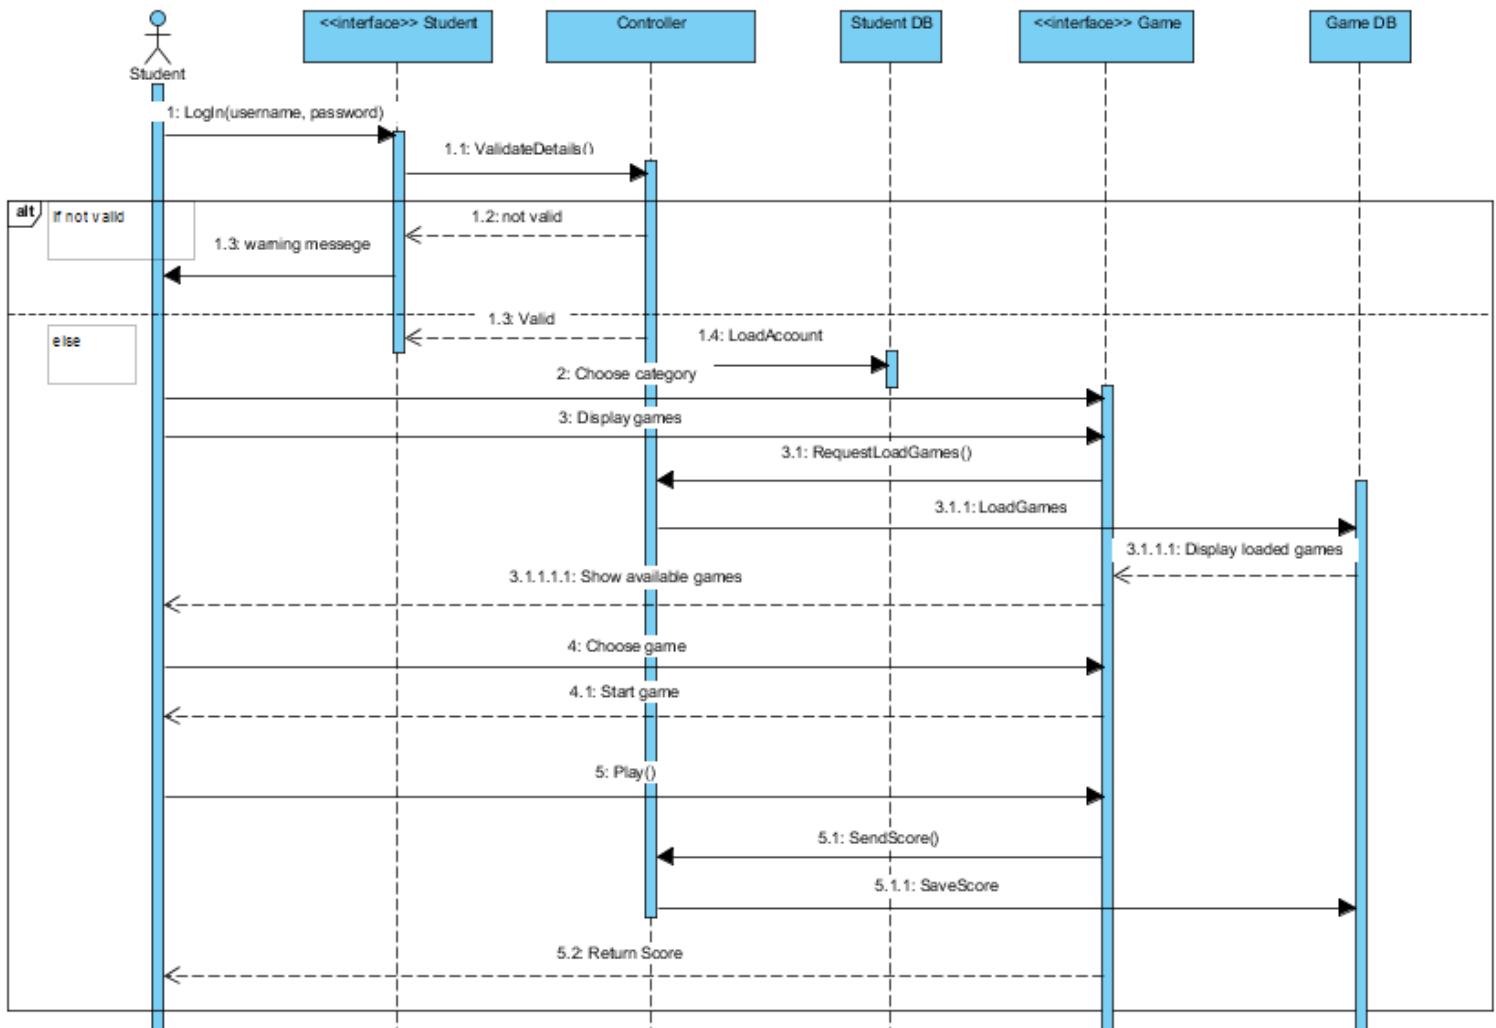 <<interface>> Student
Controller
Student DB
<<interface>> Game
Game DB
Student
1: LogIn(username, password)
1.1: ValidateDetails()
alt
If not valid
1.2: not valid
1.3: warning messege
1.3: Valid
else
1.4: LoadAccount
2: Choose category
3: Display games
3.1: RequestLoadGames()
3.1.1: LoadGames
3.1.1.1: Display loaded games
3.1.1.1.1: Show available games
4: Choose game
4.1: Start game
5: Play()
5.1: SendScore()
5.1.1: SaveScore
5.2: Return Score